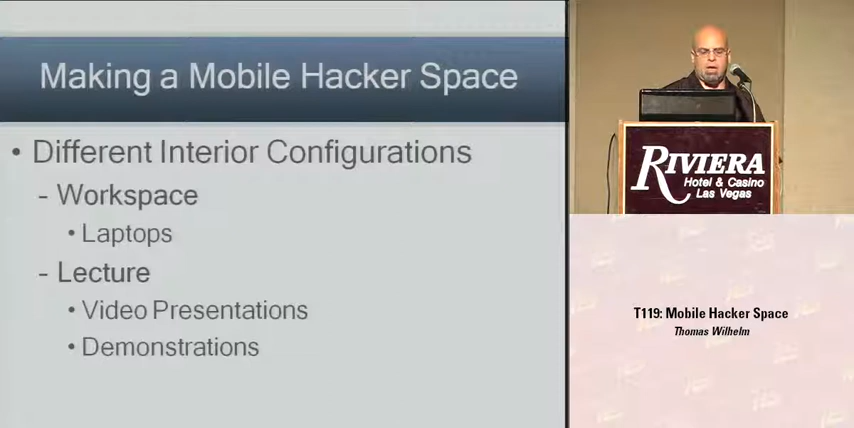 Making a Mobile Hacker Space
• Different Interior Configurations
- Workspace
• Laptops
- Lecture
• Video Presentations
• Demonstrations
RIVIERA
Hotel & Casino
Las Vegas
T119: Mobile Hacker Space
Thomas Wilhelm